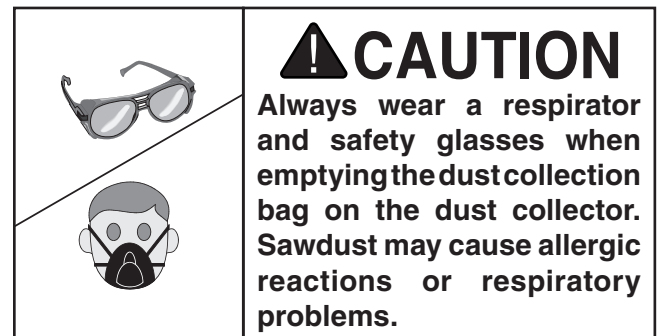 CAUTION
Always wear a respirator
and safety glasses when
emptying the dust collection
bag on the dust collector.
Sawdust may cause allergic
reactions or respiratory
problems.